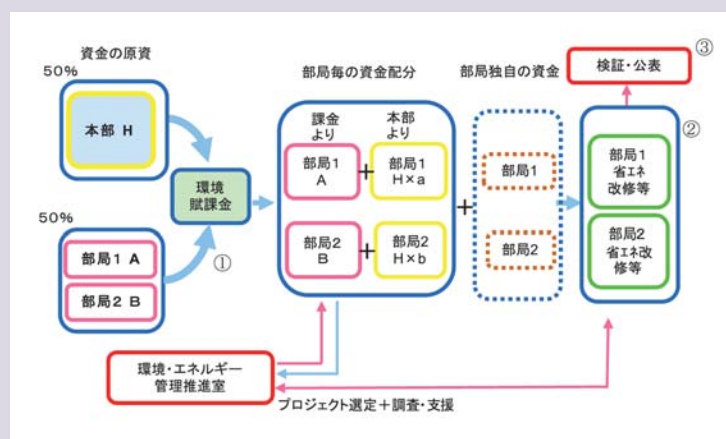 資金の原資
50%
本部 H
50%
部局1 A
部局2 B
①
環境
賦課金
部局毎の資金配分
課金
より
本部
より
部局1
A
+
部局1
H×a
部局2
B
+
部局2
H×b
+
部局独自の資金
部局1
部局2
③
検証・公表
②
部局1
省エネ
改修等
部局2
省エネ改
修等
環境・エネルギー
管理推進室
プロジェクト選定+調査・支援